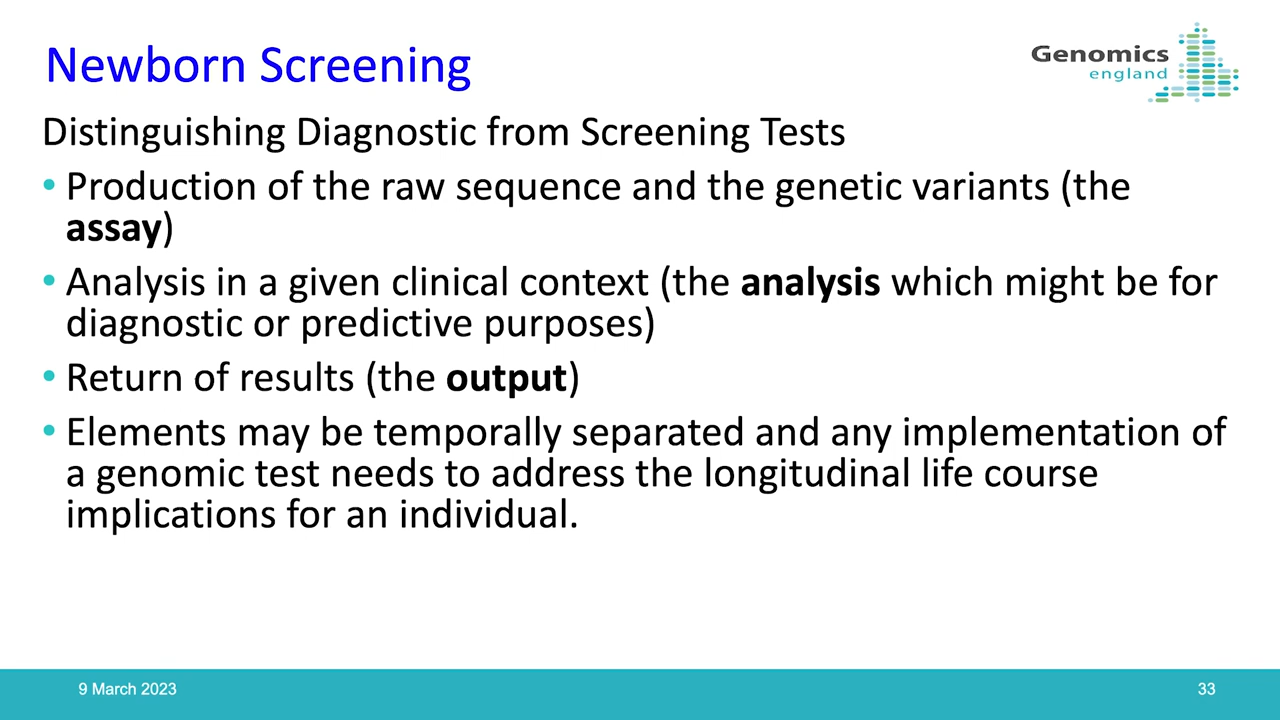 Newborn Screening
Genomics
england
Distinguishing Diagnostic from Screening Tests
• Production of the raw sequence and the genetic variants (the
assay)
• Analysis in a given clinical context (the analysis which might be for
diagnostic or predictive purposes)
• Return of results (the output)
• Elements may be temporally separated and any implementation of
a genomic test needs to address the longitudinal life course
implications for an individual.
9 March 2023
33